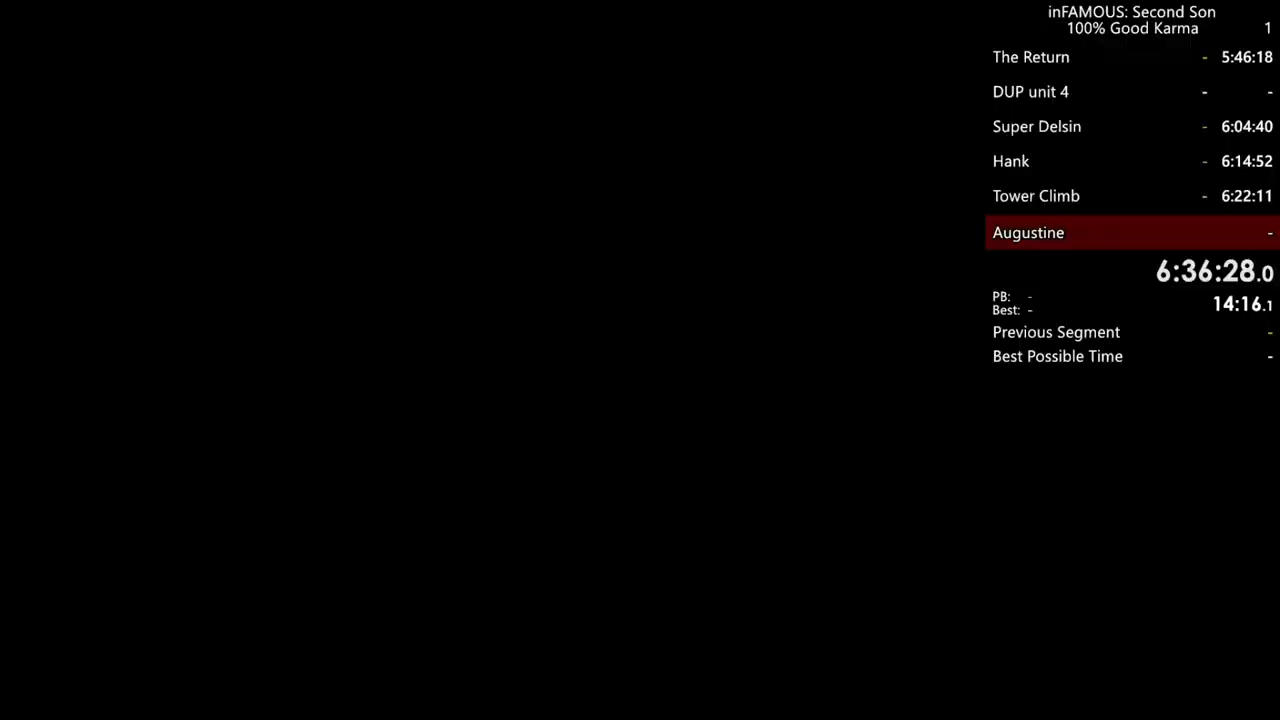 inFAMOUS: Second Son
100% Good Karma 1
The Return - 5:46:18
DUP unit 4 - -
Super Delsin - 6:04:40
Hank - 6:14:52
Tower Climb - 6:22:11
Augustine -
6:36:28.0
PB: -
Best: - 14:16.1
Previous Segment -
Best Possible Time -